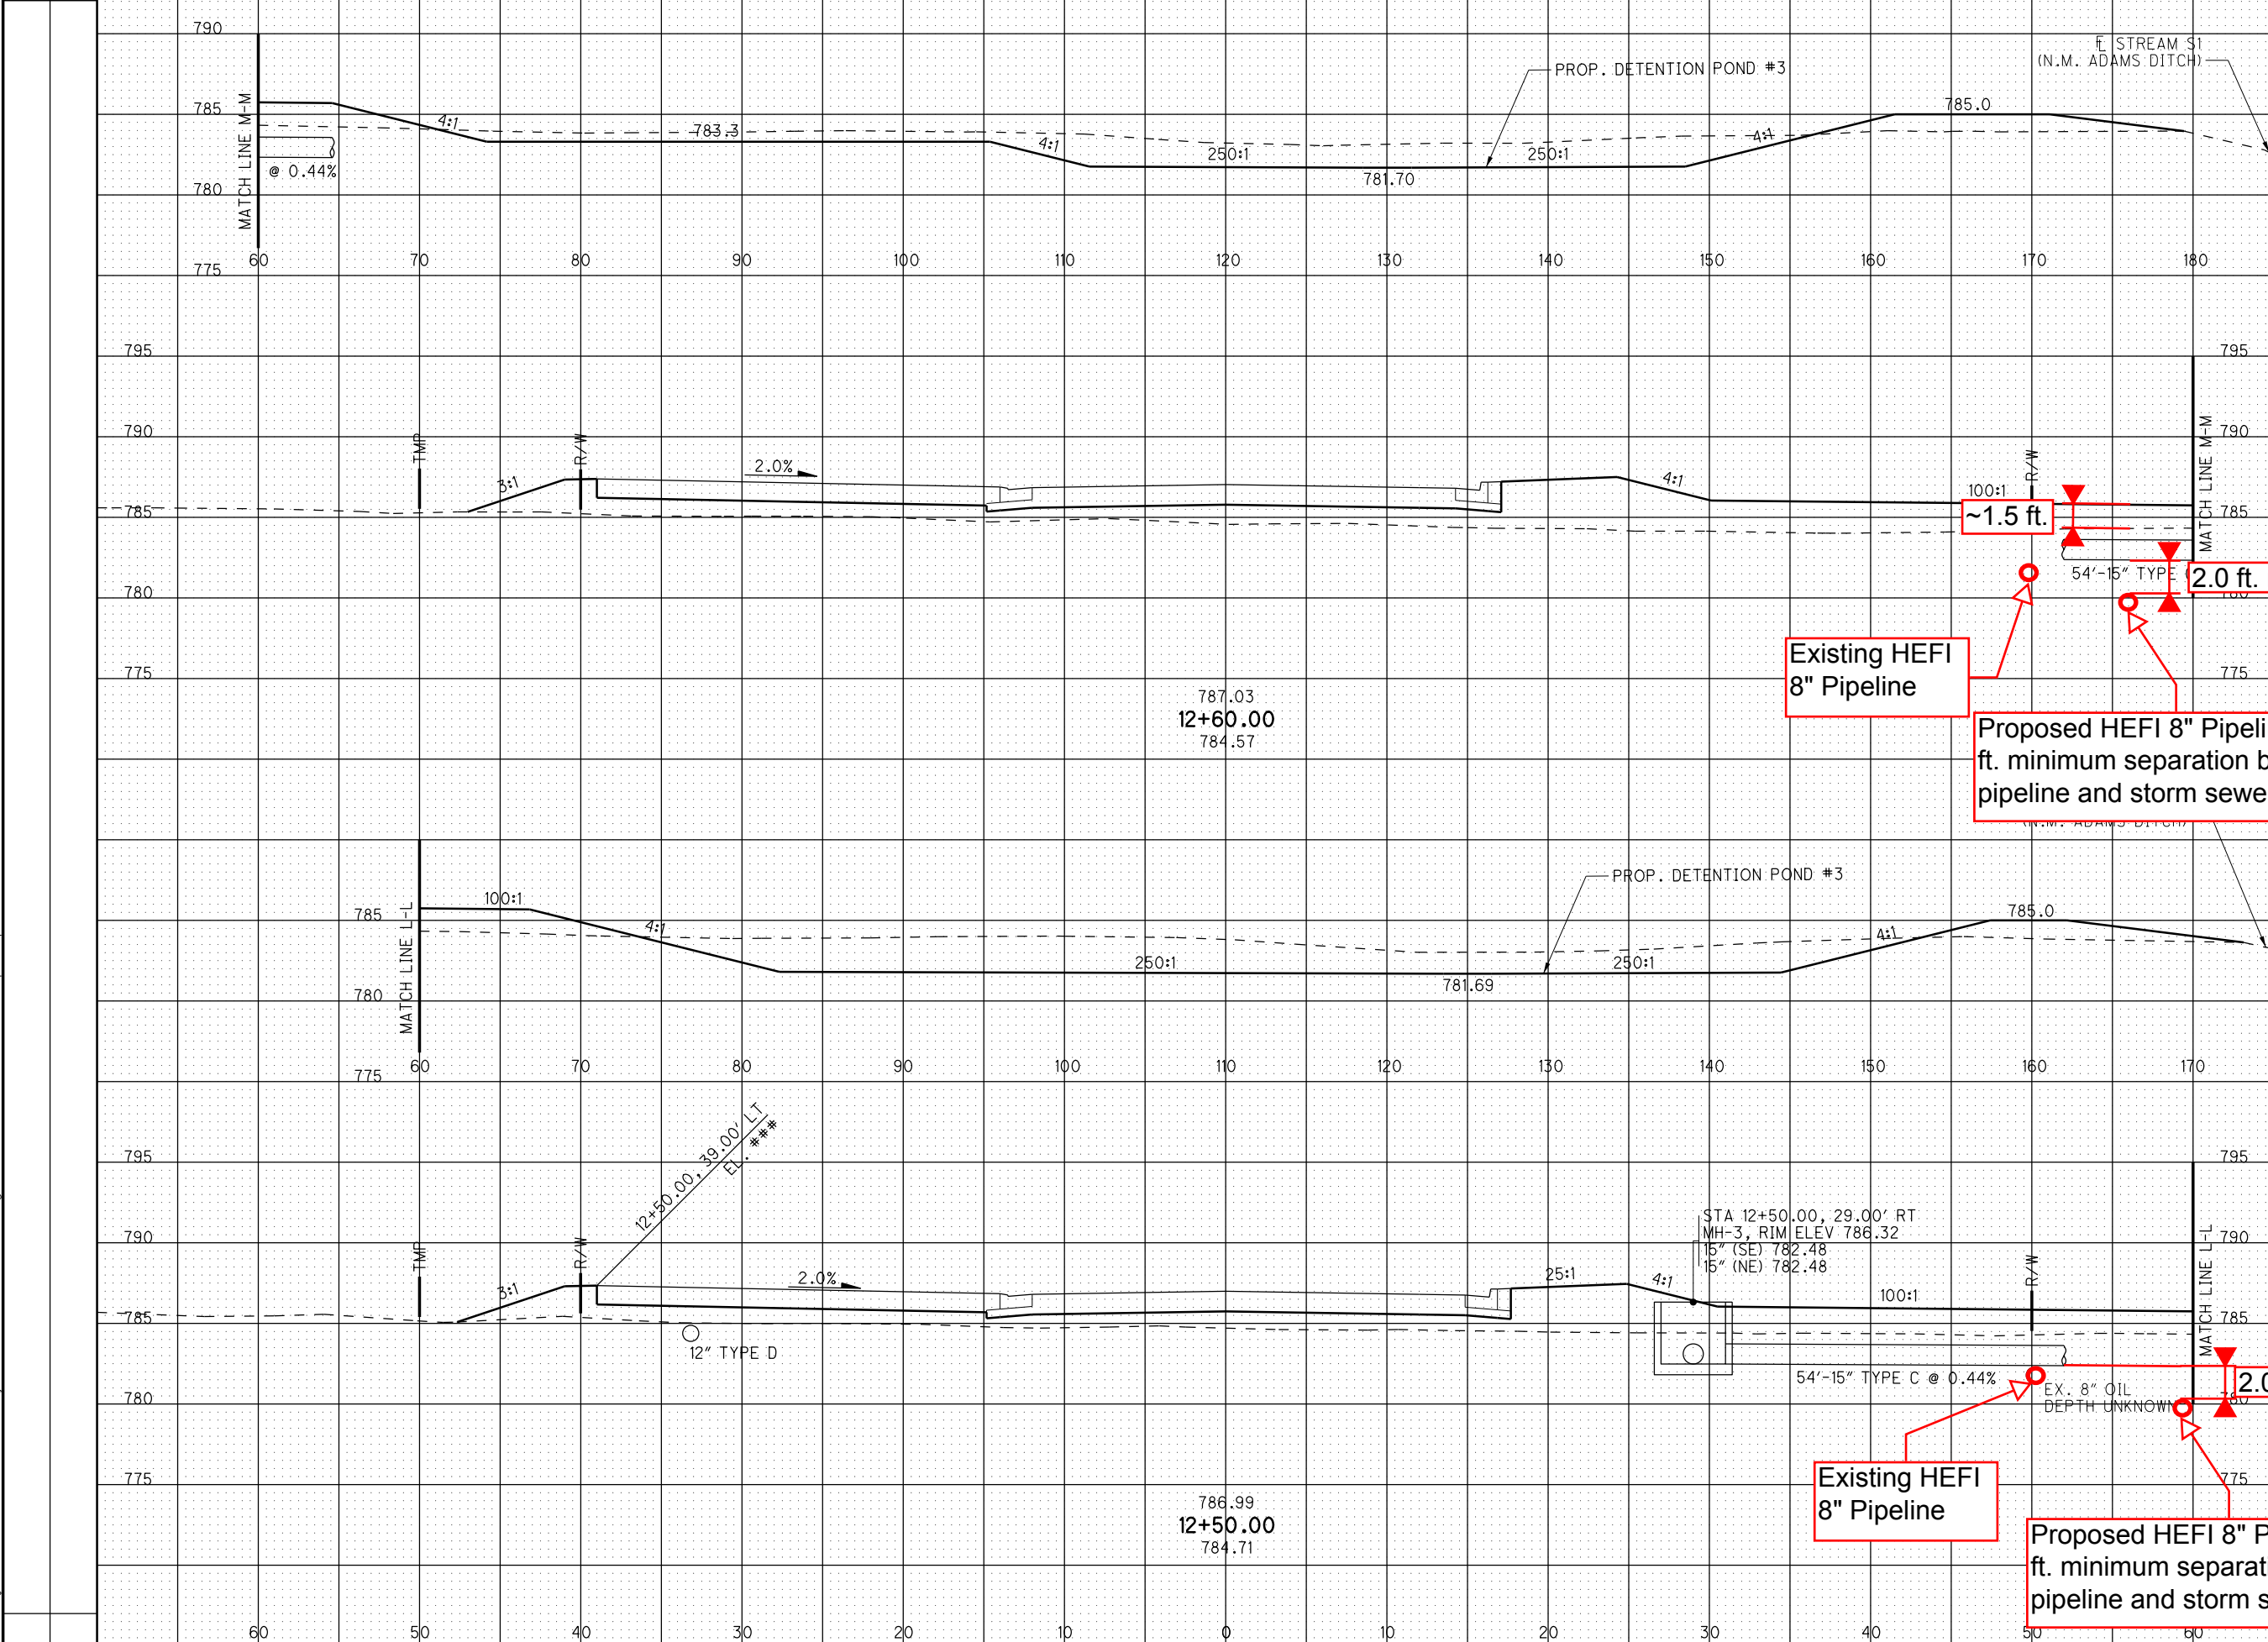 790
785
780
775
MATCH LINE M-M
4:1
783.3
4:1
250:1
250:1
781.70
PROP. DETENTION POND #3
4:1
785.0
STREAM S1
(N.M. ADAMS DITCH)
@ 0.44%
60 70 80 90 100 110 120 130 140 150 160 170 180
795
790
785
780
775
TMP
R/W
3:1
2.0%
4:1
100:1
R/W
~1.5 ft.
MATCH LINE M-M
795
790
785
780
775
54'-15" TYPE
2.0 ft.
Existing HEFI
8" Pipeline
Proposed HEFI 8" Pipeli
ft. minimum separation b
pipeline and storm sewe
787.03
12+60.00
784.57
(N.M. ADAMS DITCH)
785
780
775
MATCH LINE L-L
100:1
4:1
250:1
250:1
781.69
PROP. DETENTION POND #3
4:1
785.0
60 70 80 90 100 110 120 130 140 150 160 170
795
790
785
780
775
TMP
R/W
3:1
12+50.00, 39.00' LT
EL. ###
2.0%
12" TYPE D
25:1
4:1
STA 12+50.00, 29.00' RT
MH-3, RIM ELEV 786.32
15" (SE) 782.48
15" (NE) 782.48
100:1
R/W
MATCH LINE L-L
795
790
785
780
775
54'-15" TYPE C @ 0.44%
EX. 8" OIL
DEPTH UNKNOWN
2.0
Existing HEFI
8" Pipeline
Proposed HEFI 8" P
ft. minimum separat
pipeline and storm s
786.99
12+50.00
784.71
60 50 40 30 20 10 0 10 20 30 40 50 60